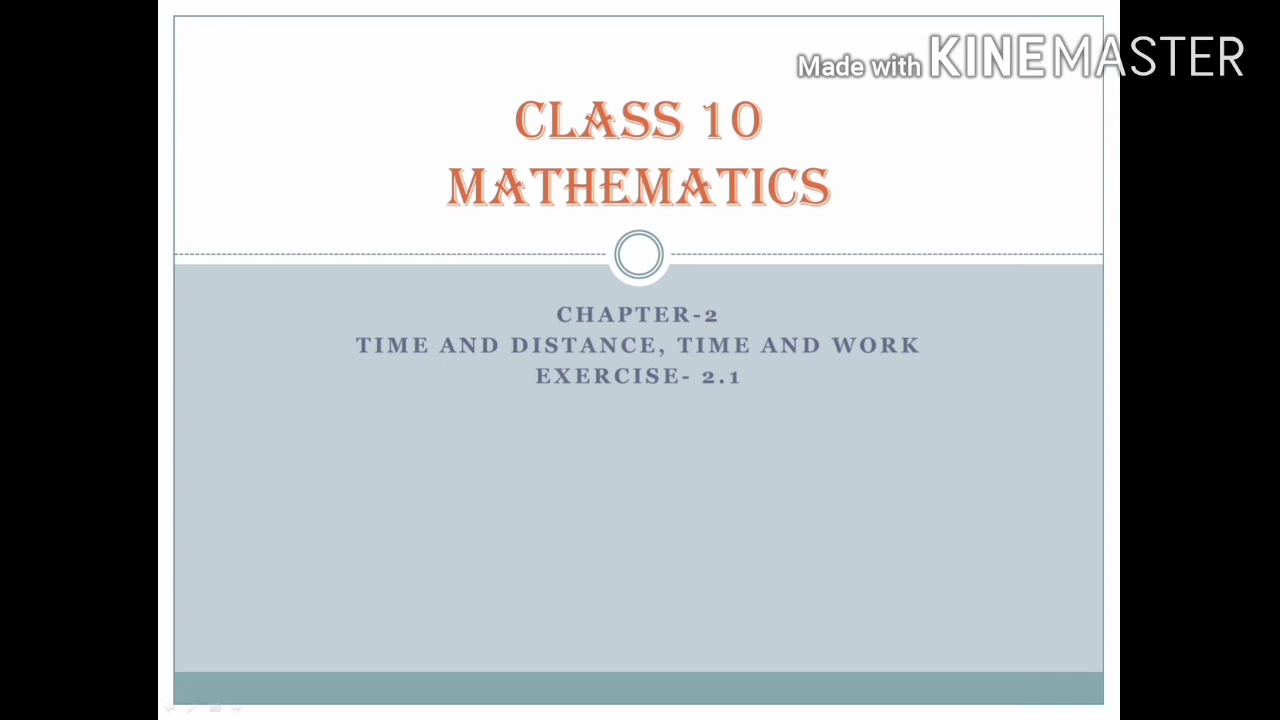 Made with KINEMASTER
CLASS 10
MATHEMATICS
CHAPTER-2
TIME AND DISTANCE, TIME AND WORK
EXERCISE- 2.1